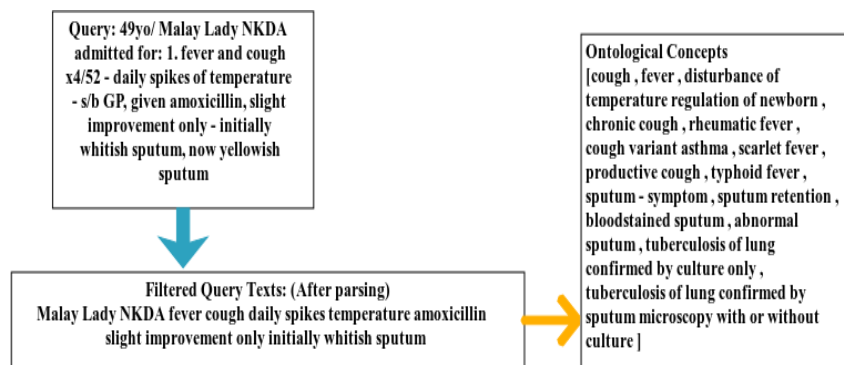 Query: 49yo/ Malay Lady NKDA
admitted for: 1. fever and cough
x4/52 - daily spikes of temperature
- s/b GP, given amoxicillin, slight
improvement only - initially
whitish sputum, now yellowish
sputum
Filtered Query Texts: (After parsing)
Malay Lady NKDA fever cough daily spikes temperature amoxicillin
slight improvement only initially whitish sputum
Ontological Concepts
[cough , fever , disturbance of
temperature regulation of newborn ,
chronic cough , rheumatic fever ,
cough variant asthma , scarlet fever ,
productive cough , typhoid fever ,
sputum - symptom , sputum retention ,
bloodstained sputum , abnormal
sputum , tuberculosis of lung
confirmed by culture only ,
tuberculosis of lung confirmed by
sputum microscopy with or without
culture ]